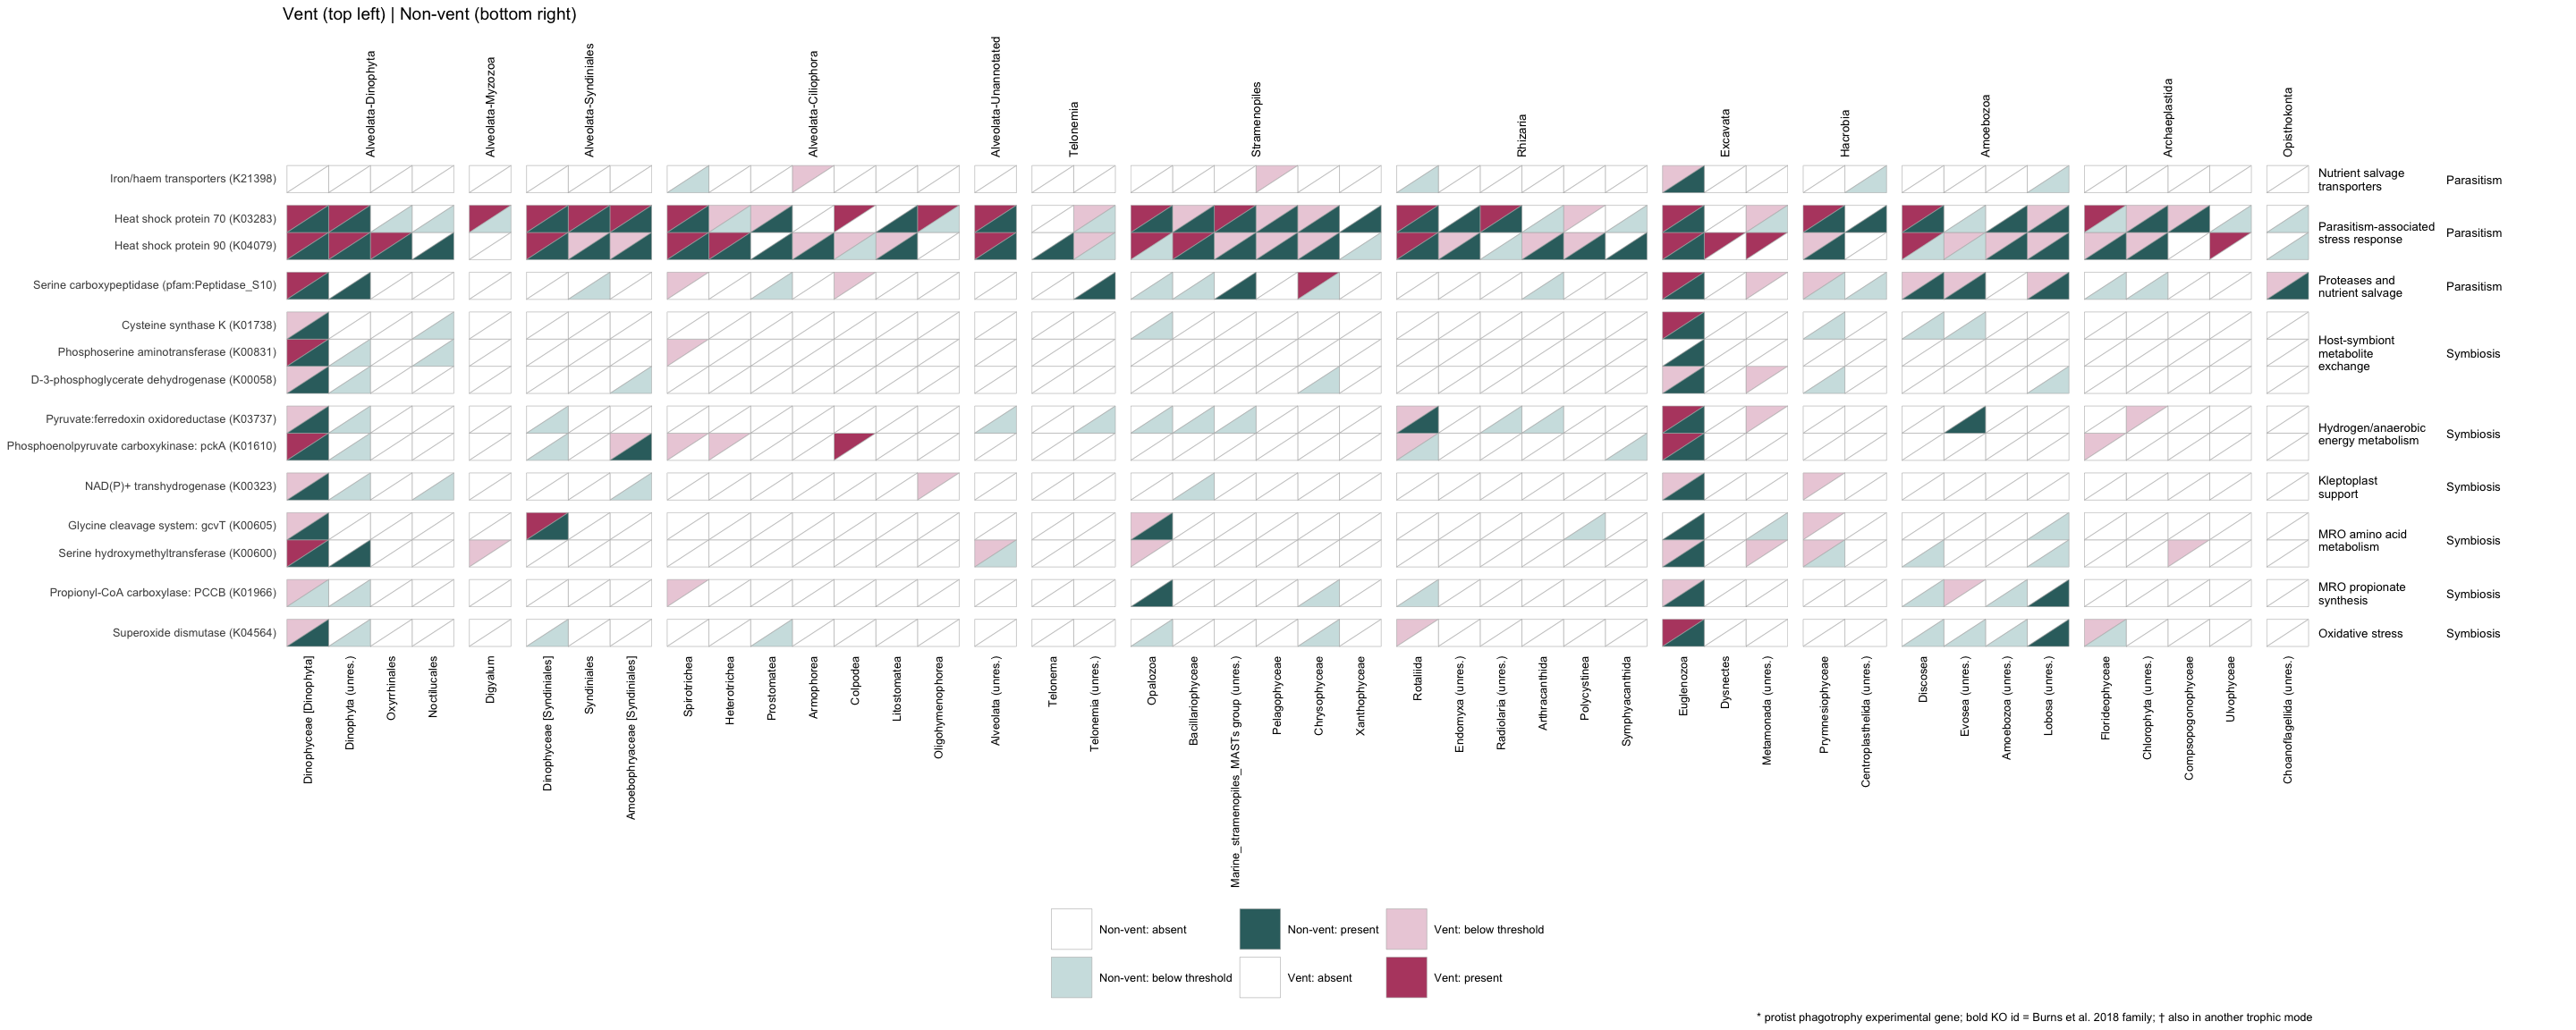 Vent (top left) | Non-vent (bottom right)
Alveolata-Dinophyta
Alveolata-Myzozoa
Alveolata-Syndiniales
Alveolata-Ciliophora
Alveolata-Unannotated
Telonemia
Stramenopiles
Rhizaria
Excavata
Hacrobia
Amoebozoa
Archaeplastida
Opisthokonta
Iron/haem transporters (K21398)
Nutrient salvage
transporters
Parasitism
Heat shock protein 70 (K03283)
Heat shock protein 90 (K04079)
Parasitism-associated
stress response
Parasitism
Serine carboxypeptidase (pfam:Peptidase_S10)
Proteases and
nutrient salvage
Parasitism
Cysteine synthase K (K01738)
Phosphoserine aminotransferase (K00831)
D-3-phosphoglycerate dehydrogenase (K00058)
Host-symbiont
metabolite
exchange
Symbiosis
Pyruvate:ferredoxin oxidoreductase (K03737)
Phosphoenolpyruvate carboxykinase: pckA (K01610)
Hydrogen/anaerobic
energy metabolism
Symbiosis
NAD(P)+ transhydrogenase (K00323)
Kleptoplast
support
Symbiosis
Glycine cleavage system: gcvT (K00605)
Serine hydroxymethyltransferase (K00600)
MRO amino acid
metabolism
Symbiosis
Propionyl-CoA carboxylase: PCCB (K01966)
MRO propionate
synthesis
Symbiosis
Superoxide dismutase (K04564)
Oxidative stress
Symbiosis
Dinophyceae [Dinophyta]
Dinophyta (unres.)
Oxyrrhinales
Noctilucales
Digyalum
Dinophyceae [Syndiniales]
Syndiniales
Amoebophryaceae [Syndiniales]
Spirotrichea
Heterotrichea
Prostomatea
Armophorea
Colpodea
Litostomatea
Oligohymenophorea
Alveolata (unres.)
Telonema
Telonemia (unres.)
Opalozoa
Bacillariophyceae
Marine_stramenopiles_MASTs group (unres.)
Pelagophyceae
Chrysophyceae
Xanthophyceae
Rotaliida
Endomyxa (unres.)
Radiolaria (unres.)
Arthracanthida
Polycystinea
Symphyacanthida
Euglenozoa
Dysnectes
Metamonada (unres.)
Prymnesiophyceae
Centroplasthelida (unres.)
Discosea
Evosea (unres.)
Amoebozoa (unres.)
Lobosa (unres.)
Florideophyceae
Chlorophyta (unres.)
Compsopogonophyceae
Ulvophyceae
Choanoflagellida (unres.)
Non-vent: absent
Non-vent: present
Vent: below threshold
Non-vent: below threshold
Vent: absent
Vent: present
* protist phagotrophy experimental gene; bold KO id = Burns et al. 2018 family; † also in another trophic mode